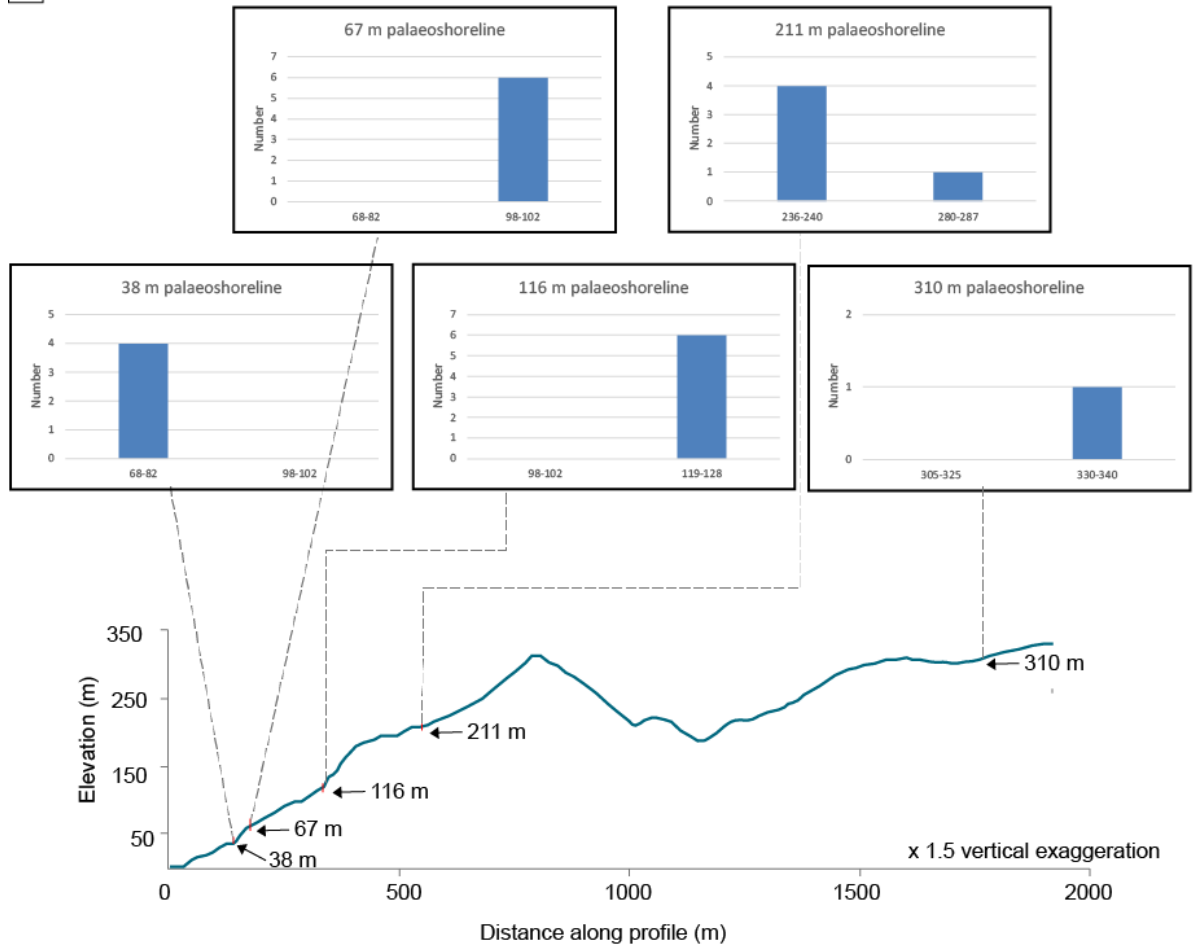 67 m palaeoshoreline
7
6
5
4
3
2
1
0
Number
68-82 98-102
211 m palaeoshoreline
5
4
3
2
1
0
Number
236-240 280-287
38 m palaeoshoreline
5
4
3
2
1
0
Number
68-82 98-102
116 m palaeoshoreline
7
6
5
4
3
2
1
0
Number
98-102 119-128
310 m palaeoshoreline
2
1
0
Number
305-325 330-340
350
250
150
50
Elevation (m)
310 m
211 m
116 m
67 m
38 m
x 1.5 vertical exaggeration
0 500 1000 1500 2000
Distance along profile (m)